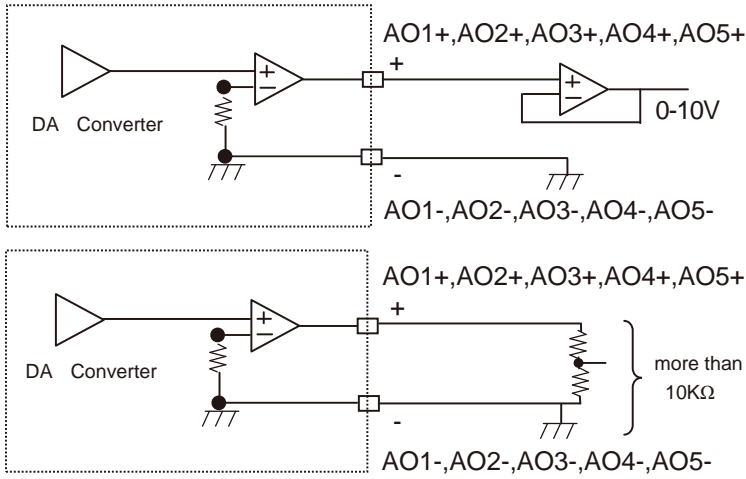 AO1+,AO2+,AO3+,AO4+,AO5+
+
+
+
−
−
DA Converter
0-10V
-
AO1-,AO2-,AO3-,AO4-,AO5-
AO1+,AO2+,AO3+,AO4+,AO5+
+
+
−
DA Converter
more than
10KΩ
-
AO1-,AO2-,AO3-,AO4-,AO5-